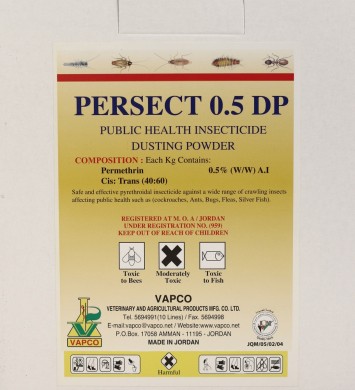 PERSECT 0.5 DP
PUBLIC HEALTH INSECTICIDE
DUSTING POWDER
COMPOSITION : Each Kg Contains:
Permethrin 0.5% (W/W) A.I
Cis: Trans (40:60)
Safe and effective pyrethroidal insecticide against a wide range of crawling insects
affecting public health such as (cockroaches, Ants, Bugs, Fleas, Silver Fish).
REGISTERED AT M. O. A / JORDAN
UNDER REGISTRATION NO. (959)
KEEP OUT OF REACH OF CHILDREN
Toxic to Bees
Moderately Toxic
Toxic to Fish
VAPCO
VETERINARY AND AGRICULTURAL PRODUCTS MFG. CO. LTD.
Tel. 5694991(10 Lines) / Fax. 5694998
E-mail:vapco@vapco.net / Website:www.vapco.net
P.O.Box. 17058 AMMAN - 11195 - JORDAN
MADE IN JORDAN
VAPCO
JQM/05/02/04
Harmful